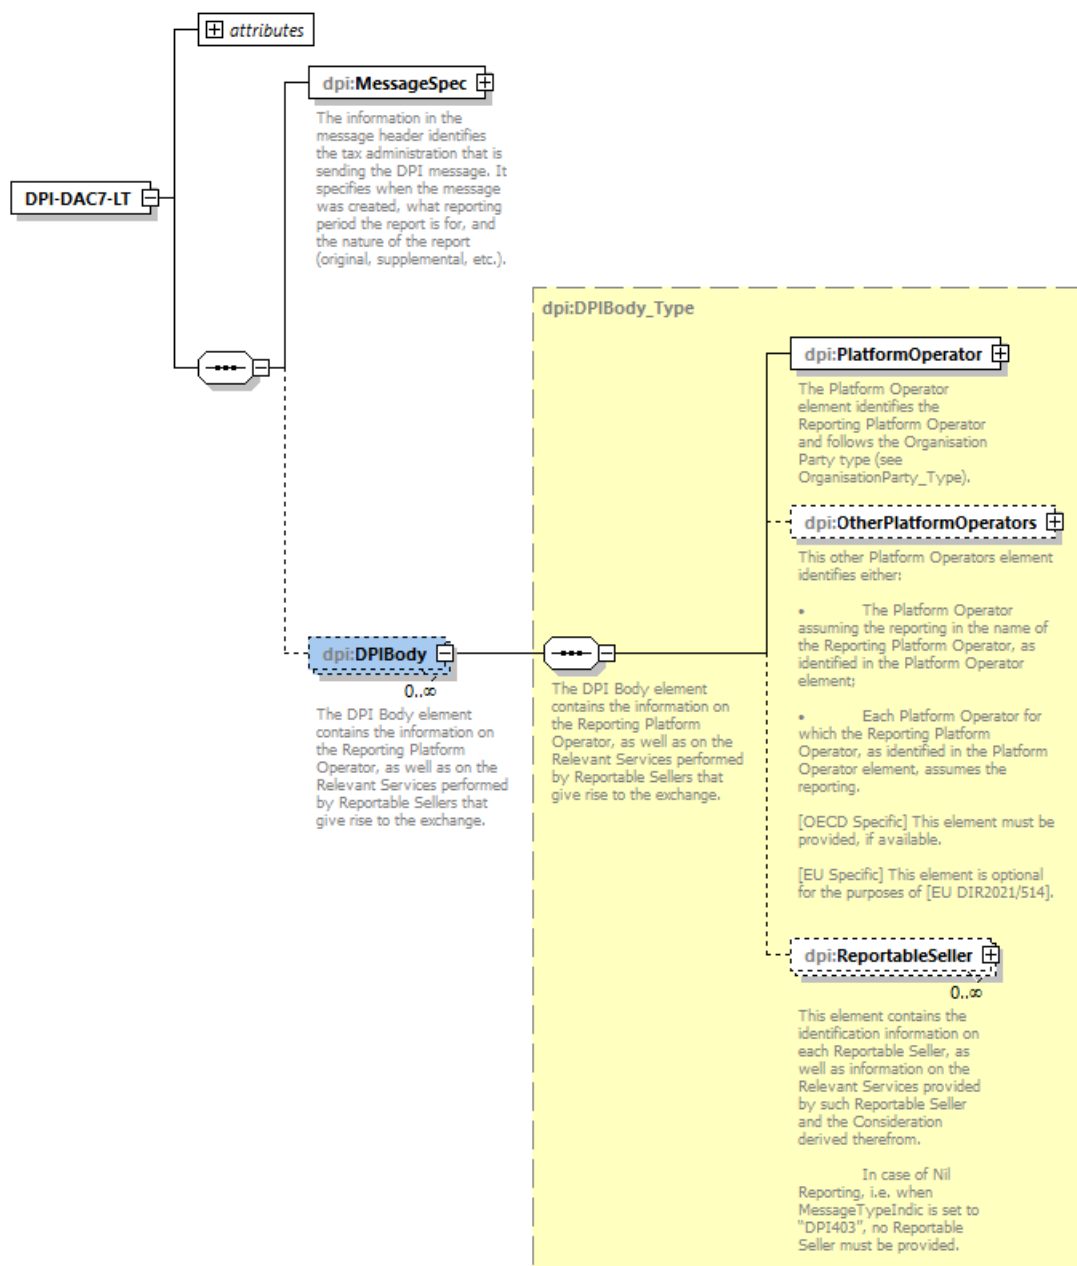 attributes
dpi:MessageSpec
The information in the
message header identifies
the tax administration that is
sending the DPI message. It
specifies when the message
was created, what reporting
period the report is for, and
the nature of the report
(original, supplemental, etc.).
DPI-DAC7-LT
dpi:DPIBody_Type
dpi:PlatformOperator
The Platform Operator
element identifies the
Reporting Platform Operator
and follows the Organisation
Party type (see
OrganisationParty_Type).
dpi:OtherPlatformOperators
This other Platform Operators element
identifies either:
• The Platform Operator
assuming the reporting in the name of
the Reporting Platform Operator, as
identified in the Platform Operator
element;
• Each Platform Operator for
which the Reporting Platform
Operator, as identified in the Platform
Operator element, assumes the
reporting.
[OECD Specific] This element must be
provided, if available.
[EU Specific] This element is optional
for the purposes of [EU DIR2021/514].
dpi:DPIBody
0..∞
The DPI Body element
contains the information on
the Reporting Platform
Operator, as well as on the
Relevant Services performed
by Reportable Sellers that
give rise to the exchange.
The DPI Body element
contains the information on
the Reporting Platform
Operator, as well as on the
Relevant Services performed
by Reportable Sellers that
give rise to the exchange.
dpi:ReportableSeller
0..∞
This element contains the
identification information on
each Reportable Seller, as
well as information on the
Relevant Services provided
by such Reportable Seller
and the Consideration
derived therefrom.
In case of Nil
Reporting, i.e. when
MessageTypeIndic is set to
"DPI403", no Reportable
Seller must be provided.